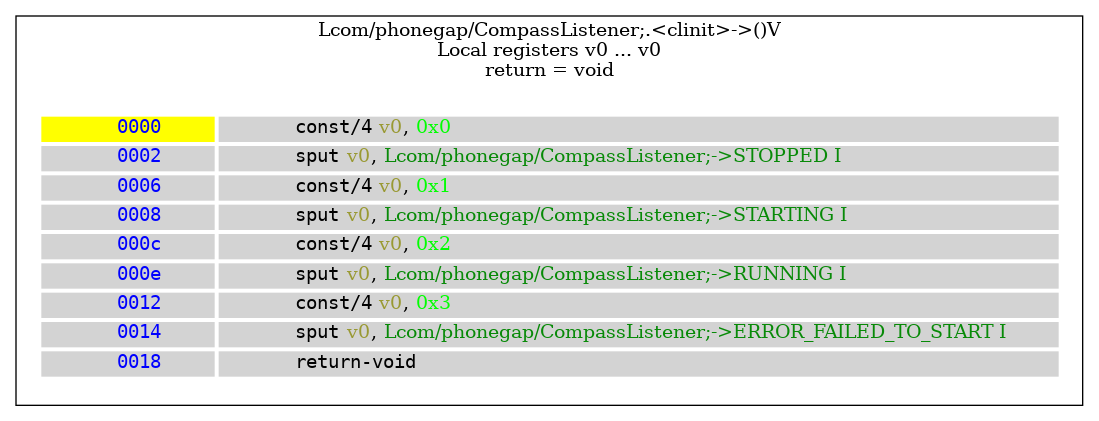 Lcom/phonegap/CompassListener;.<clinit>->()V
Local registers v0 ... v0
return = void
0000 const/4 v0, 0x0
0002 sput v0, Lcom/phonegap/CompassListener;->STOPPED I
0006 const/4 v0, 0x1
0008 sput v0, Lcom/phonegap/CompassListener;->STARTING I
000c const/4 v0, 0x2
000e sput v0, Lcom/phonegap/CompassListener;->RUNNING I
0012 const/4 v0, 0x3
0014 sput v0, Lcom/phonegap/CompassListener;->ERROR_FAILED_TO_START I
0018 return-void